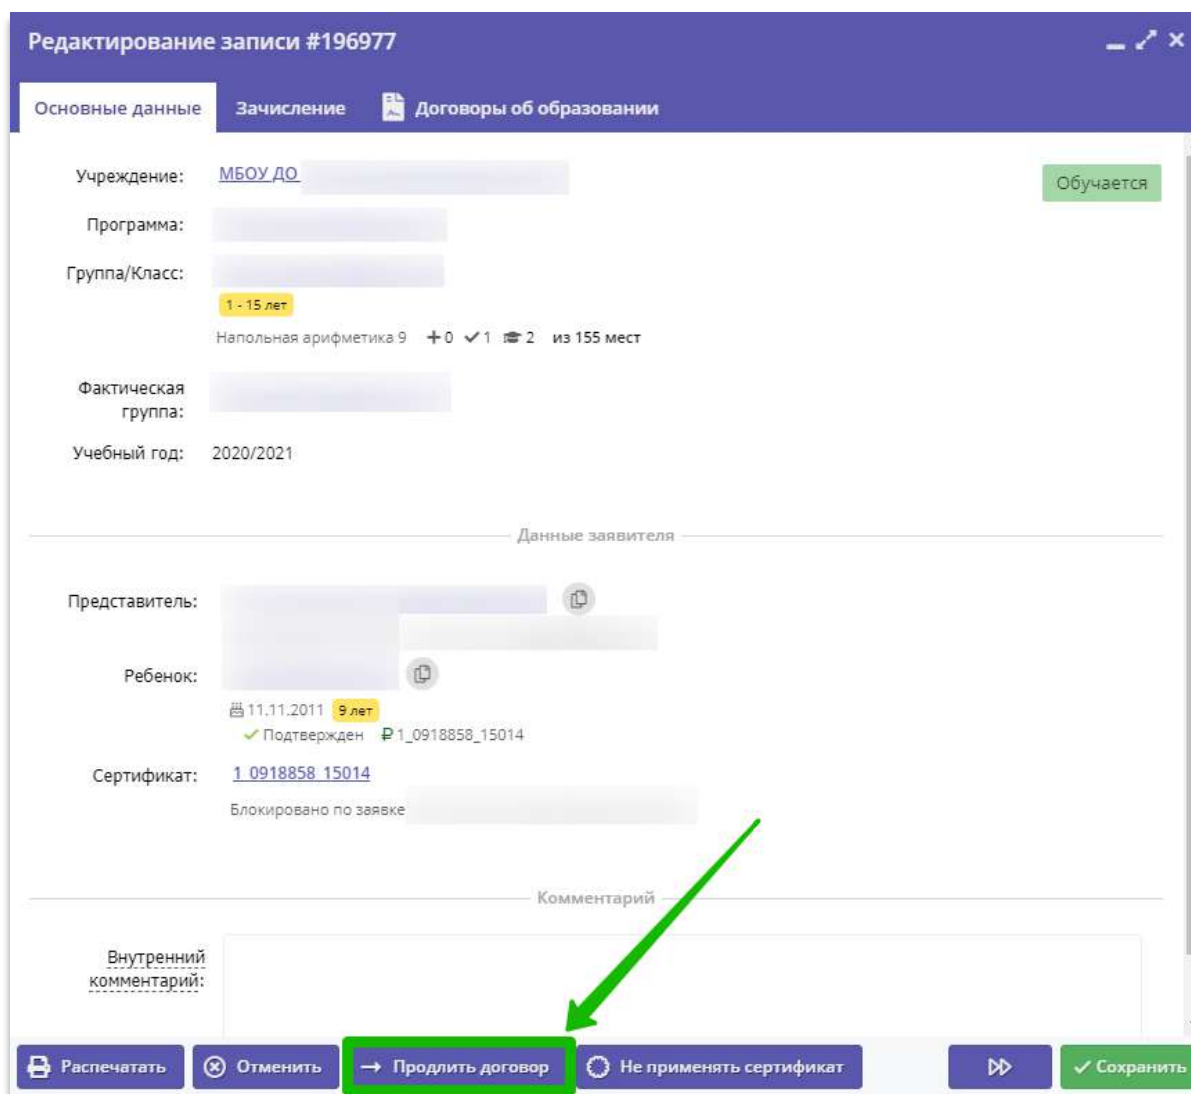 Редактирование записи #196977
Основные данные Зачисление Договоры об образовании
Учреждение: МБОУ ДО
Обучается
Программа:
Группа/Класс:
1 - 15 лет
Напольная арифметика 9 +0 ✓1 2 из 155 мест
Фактическая
группа:
Учебный год: 2020/2021
Данные заявителя
Представитель:
Ребенок:
11.11.2011 9 лет
✓ Подтвержден ₽ 1_0918858_15014
Сертификат: 1_0918858_15014
Блокировано по заявке
Комментарий
Внутренний
комментарий:
Распечатать Отменить → Продлить договор Не применять сертификат ✓ Сохранить